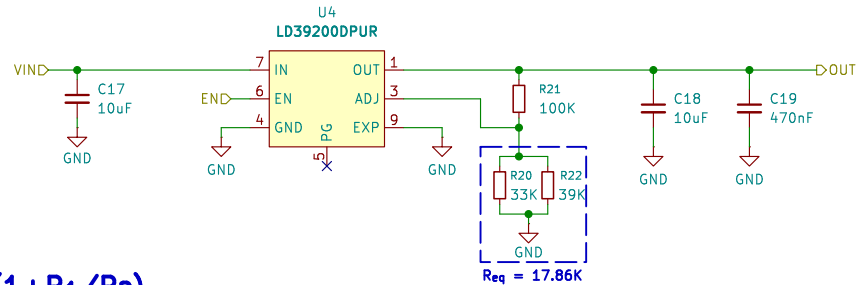 U4
LD39200DPUR
VIN
C17
10uF
GND
EN
7
IN
6
EN
4
GND
PG
5
OUT
1
ADJ
3
EXP
9
GND
GND
R21
100K
R20
33K
R22
39K
GND
Req = 17.86K
C18
10uF
GND
C19
470nF
GND
OUT